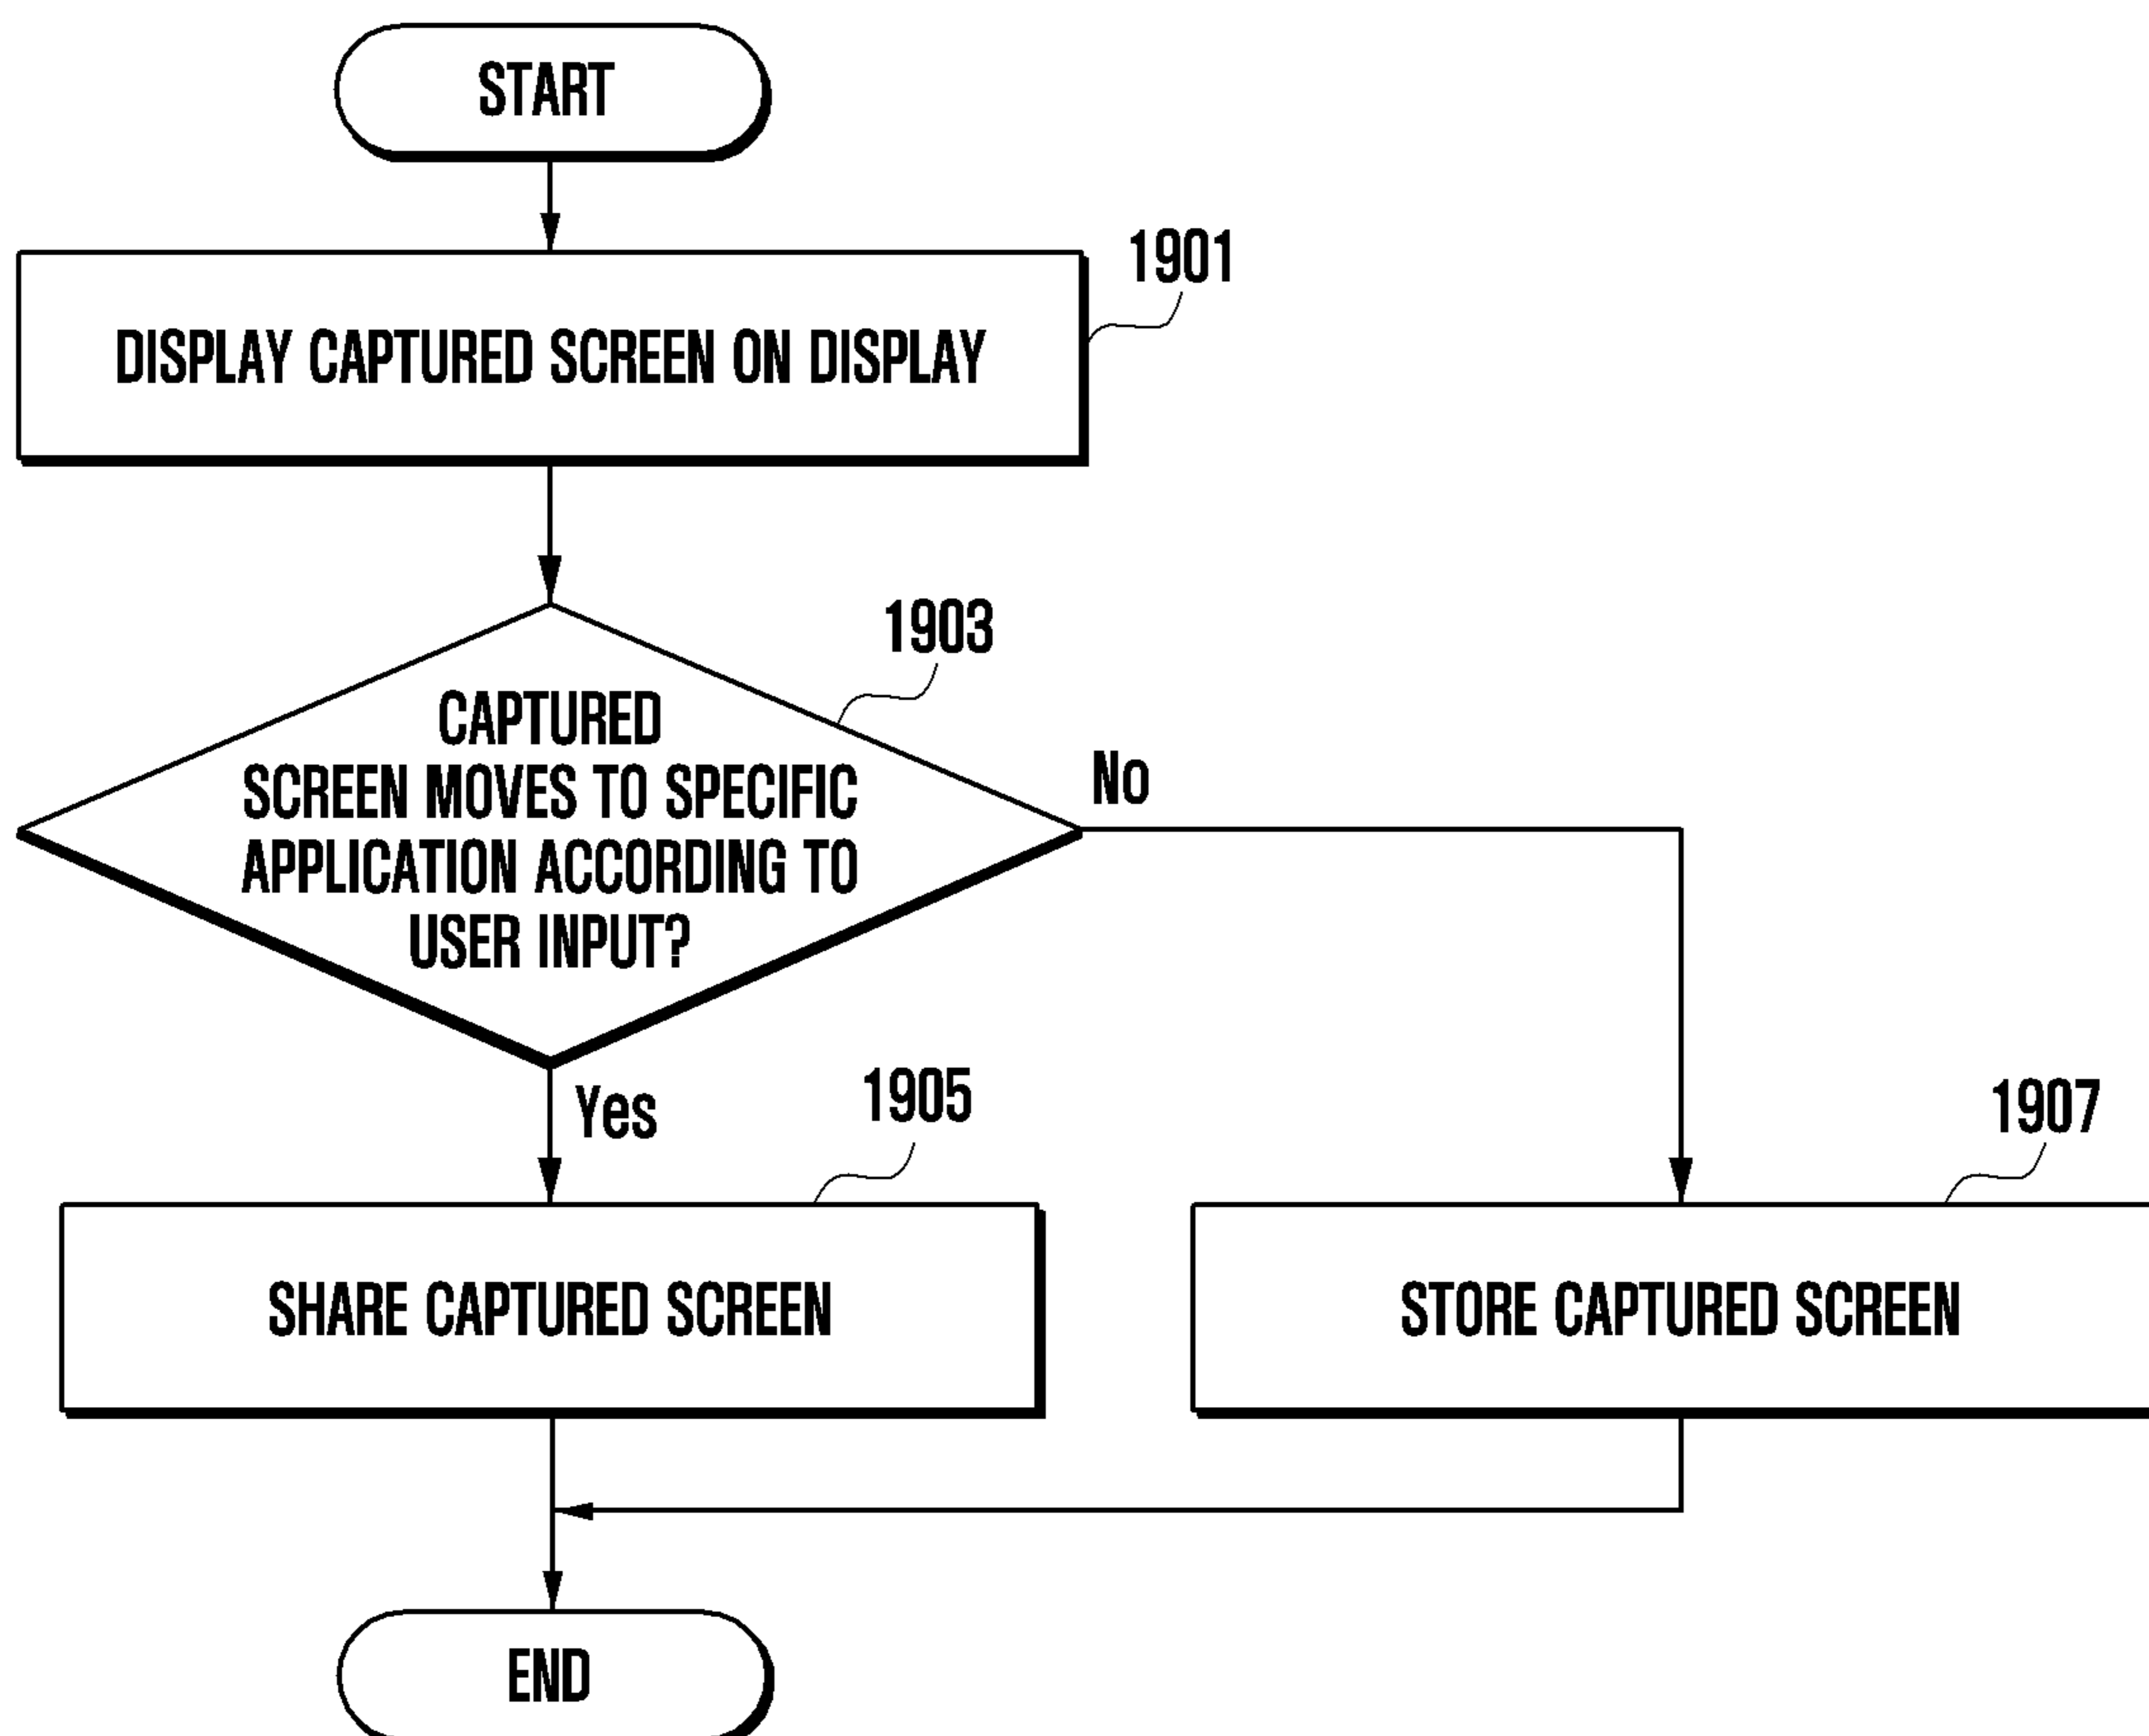 START
1901
DISPLAY CAPTURED SCREEN ON DISPLAY
1903
CAPTURED
SCREEN MOVES TO SPECIFIC
APPLICATION ACCORDING TO
USER INPUT?
No
Yes
1905
1907
SHARE CAPTURED SCREEN
STORE CAPTURED SCREEN
END